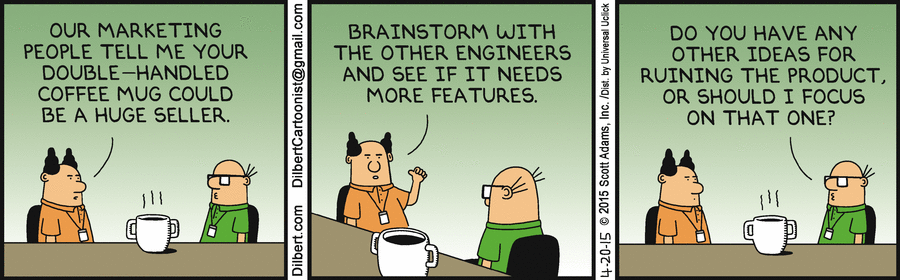 OUR MARKETING
PEOPLE TELL ME YOUR
DOUBLE-HANDLED
COFFEE MUG COULD
BE A HUGE SELLER.
Dilbert.com DilbertCartoonist@gmail.com
BRAINSTORM WITH
THE OTHER ENGINEERS
AND SEE IF IT NEEDS
MORE FEATURES.
4-20-15 © 2015 Scott Adams, Inc. /Dist. by Universal Uclick
DO YOU HAVE ANY
OTHER IDEAS FOR
RUINING THE PRODUCT,
OR SHOULD I FOCUS
ON THAT ONE?